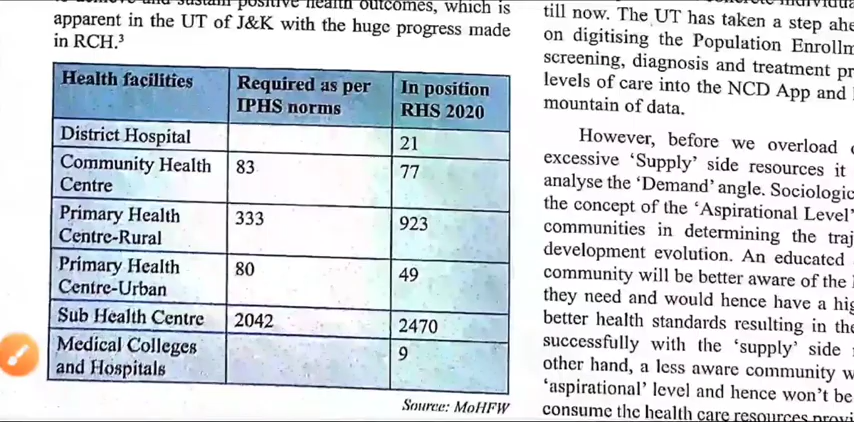 to achieve and sustain positive health outcomes, which is
apparent in the UT of J&K with the huge progress made
in RCH.³
Health facilities Required as per IPHS norms In position RHS 2020
District Hospital 21
Community Health Centre 83 77
Primary Health Centre-Rural 333 923
Primary Health Centre-Urban 80 49
Sub Health Centre 2042 2470
Medical Colleges and Hospitals 9
Source: MoHFW
till now. The UT has taken a step
on digitising the Population
screening, diagnosis and treatment
levels of care into the NCD App and
mountain of data.
However, before we overload
excessive ‘Supply’ side resources it
analyse the ‘Demand’ angle.
the concept of the ‘Aspirational Level’
communities in determining the
development evolution. An educated
community will be better aware of the
they need and would hence have a
better health standards resulting in
successfully with the ‘supply’ side
other hand, a less aware community
‘aspirational’ level and hence won’t be
consume the health care resources